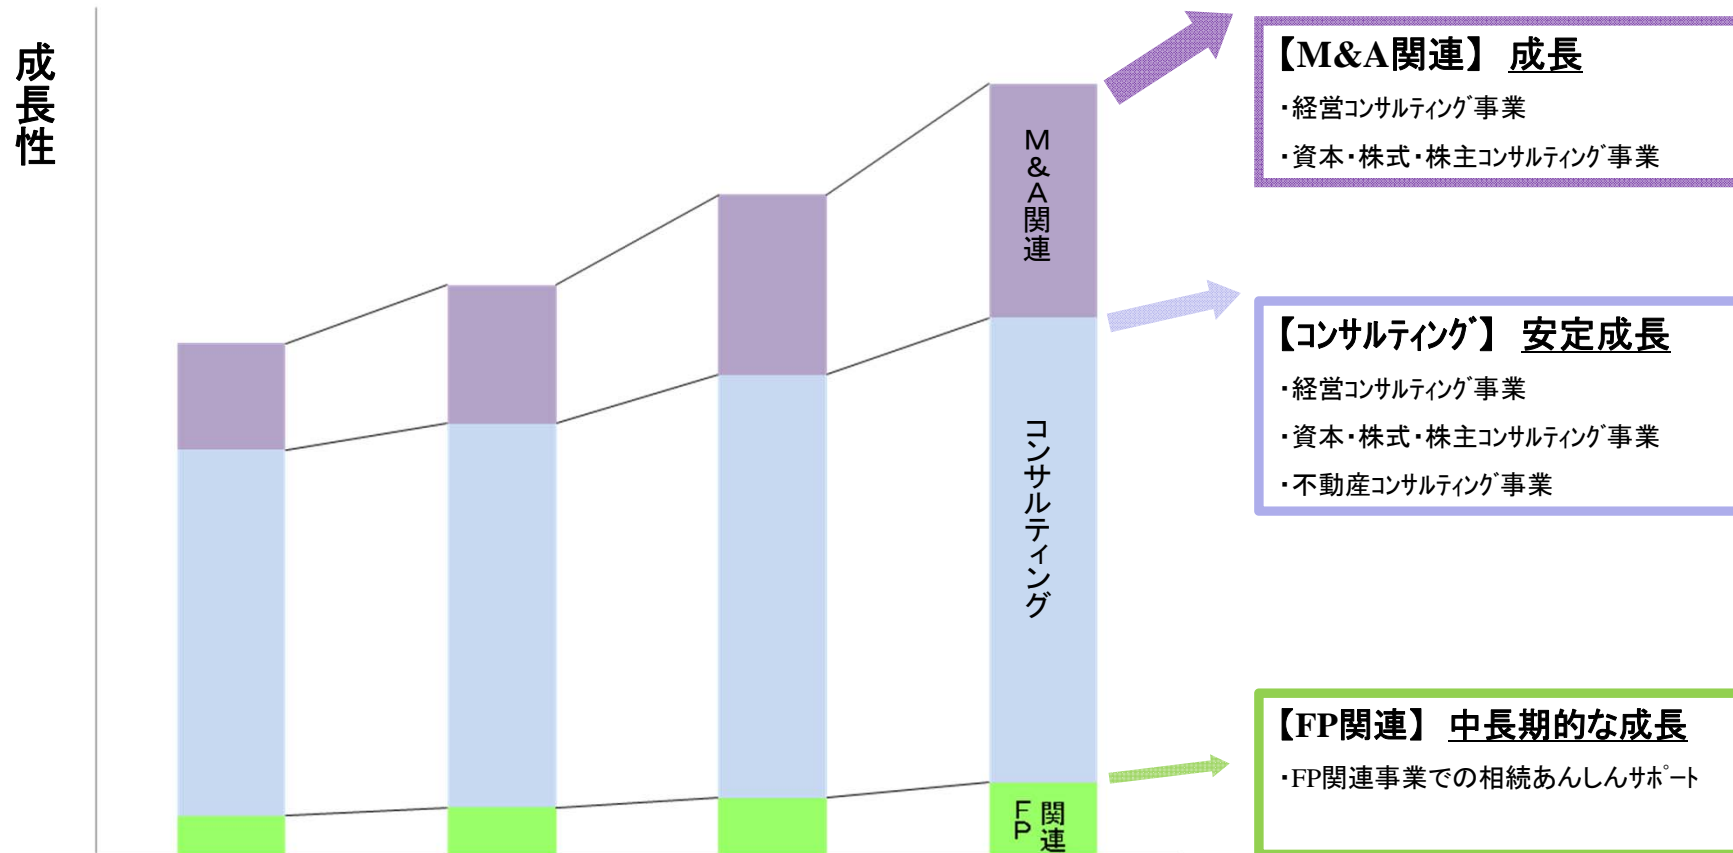 成長性
M&A関連
コンサルティング
FP関連
【M&A関連】 成長
・経営ｺﾝｻﾙﾃｨﾝｸﾞ事業
・資本・株式・株主ｺﾝｻﾙﾃｨﾝｸﾞ事業
【ｺﾝｻﾙﾃｨﾝｸﾞ】 安定成長
・経営ｺﾝｻﾙﾃｨﾝｸﾞ事業
・資本・株式・株主ｺﾝｻﾙﾃｨﾝｸﾞ事業
・不動産ｺﾝｻﾙﾃｨﾝｸﾞ事業
【FP関連】 中長期的な成長
・FP関連事業での相続あんしんｻﾎﾟｰﾄ